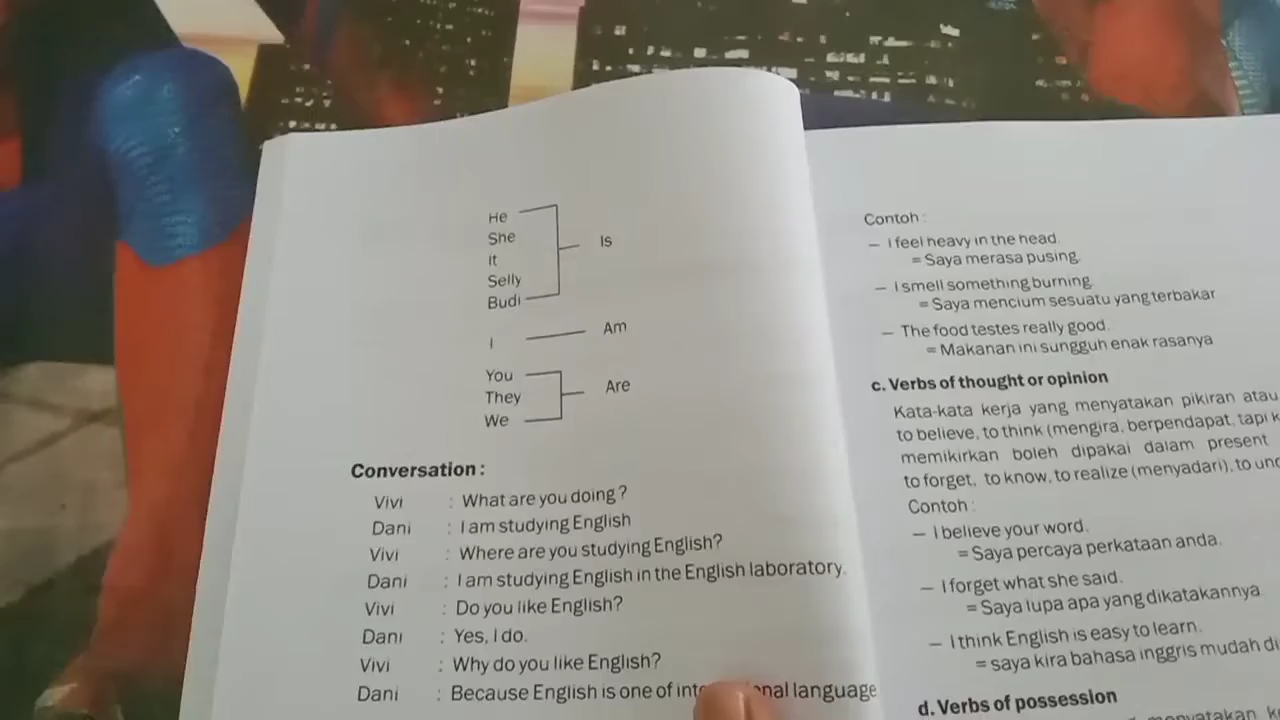 He
She
It
Selly
Budi
Is
I
Am
You
They
We
Are
Conversation :
Vivi : What are you doing?
Dani : I am studying English
Vivi : Where are you studying English?
Dani : I am studying English in the English laboratory.
Vivi : Do you like English?
Dani : Yes, I do.
Vivi : Why do you like English?
Dani : Because English is one of language
Contoh :
– I feel heavy in the head.
= Saya merasa pusing.
– I smell something burning.
= Saya mencium sesuatu yang terbakar
– The food testes really good.
= Makanan ini sungguh enak rasanya
c. Verbs of thought or opinion
Kata-kata kerja yang menyatakan pikiran atau
to believe, to think (mengira, berpendapat, tapi
memikirkan boleh dipakai dalam present
to forget, to know, to realize (menyadari), to
Contoh :
– I believe your word.
= Saya percaya perkataan anda.
– I forget what she said.
= Saya lupa apa yang dikatakannya
– I think English is easy to learn.
= saya kira bahasa inggris mudah
d. Verbs of possession
menyatakan